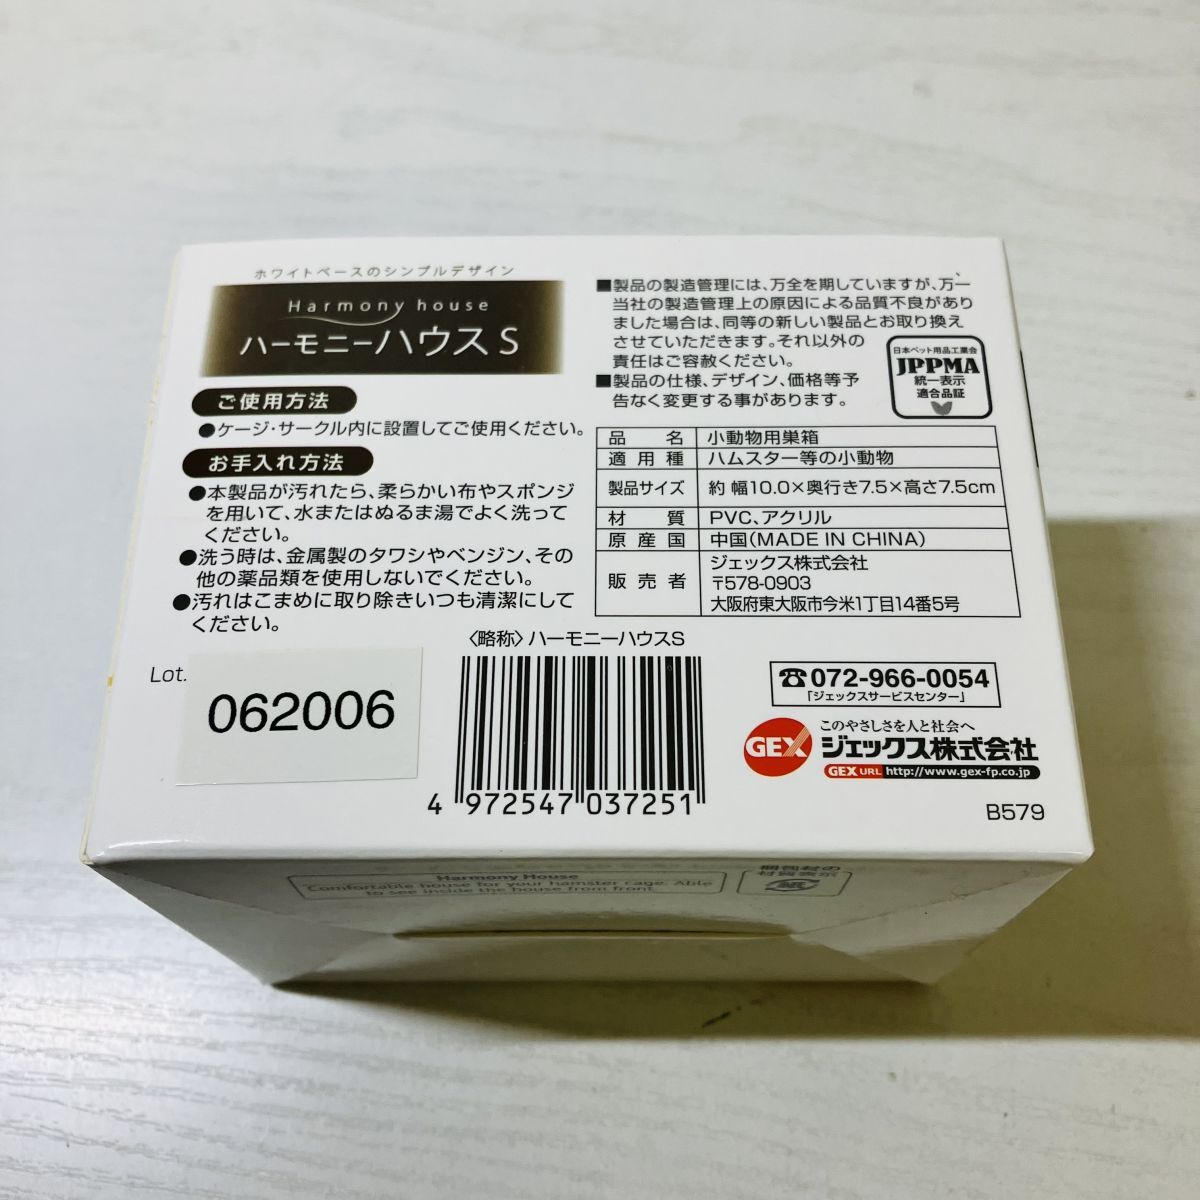 ホワイトベースのシンプルデザイン
Harmony house
ハーモニーハウス S
ご使用方法
●ケージ・サークル内に設置してご使用ください。
お手入れ方法
●本製品が汚れたら、柔らかい布やスポンジ
を用いて、水またはぬるま湯でよく洗って
ください。
●洗う時は、金属製のタワシやベンジン、その
他の薬品類を使用しないでください。
●汚れはこまめに取り除きいつも清潔にして
ください。
■製品の製造管理には、万全を期していますが、万一
当社の製造管理上の原因による品質不良があり
ました場合は、同等の新しい製品とお取り換え
させていただきます。それ以外の
責任はご容赦ください。
■製品の仕様、デザイン、価格等予
告なく変更する事があります。
日本ペット用品工業会
JPPMA
統一表示
適合品証
品名 小動物用巣箱
適用種 ハムスター等の小動物
製品サイズ 約 幅10.0×奥行き7.5×高さ7.5cm
材質 PVC、アクリル
原産国 中国(MADE IN CHINA)
販売者 ジェックス株式会社
〒578-0903
大阪府東大阪市今米1丁目14番5号
〈略称〉ハーモニーハウスS
Lot.
062006
4 972547 037251
☎072-966-0054
「ジェックスサービスセンター」
このやさしさを人と社会へ
GEX ジェックス株式会社
GEX URL http://www.gex-fp.co.jp
B579
Harmony House
Comfortable house for your hamster cage. Able
to see inside the house from front.
梱包材の
材質表示
紙